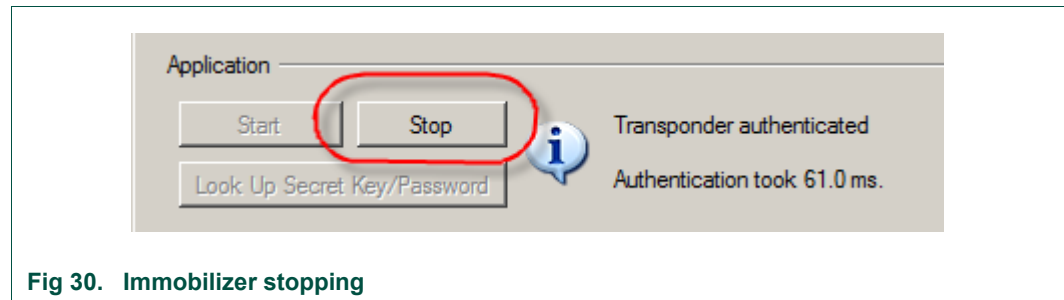 Application
Start Stop Transponder authenticated
Look Up Secret Key/Password Authentication took 61.0 ms.
Fig 30. Immobilizer stopping